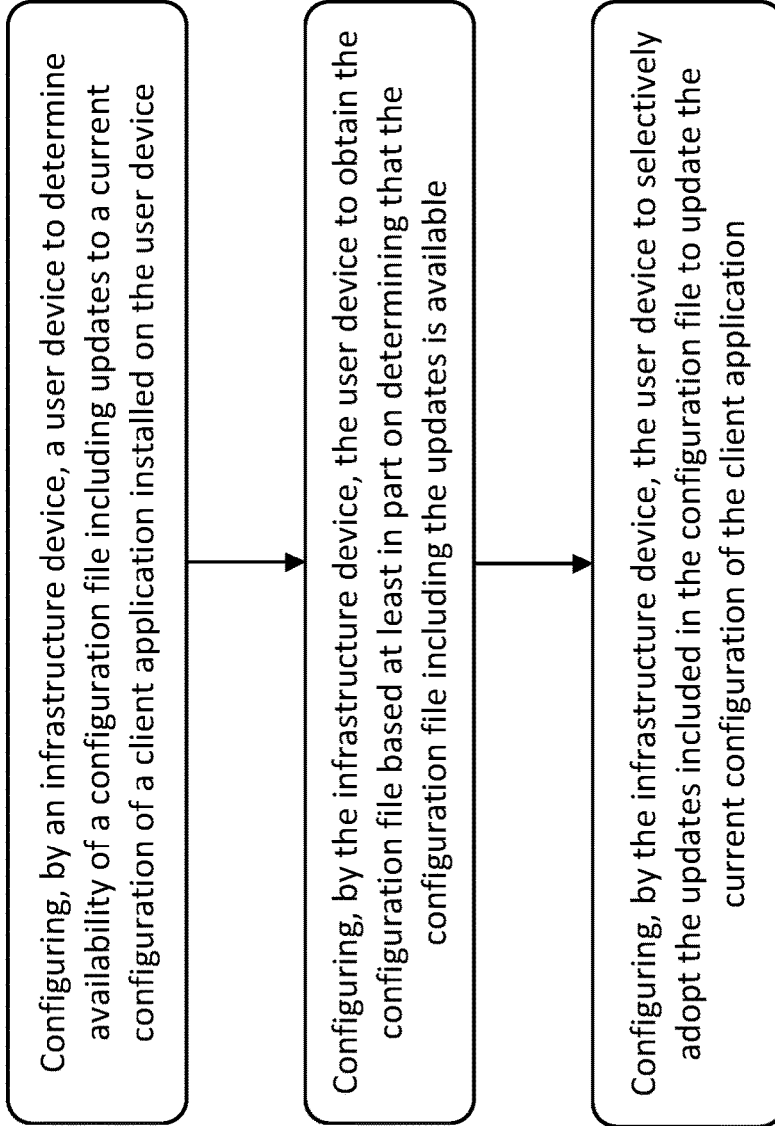 Configuring, by an infrastructure device, a user device to determine
availability of a configuration file including updates to a current
configuration of a client application installed on the user device
Configuring, by the infrastructure device, the user device to obtain the
configuration file based at least in part on determining that the
configuration file including the updates is available
Configuring, by the infrastructure device, the user device to selectively
adopt the updates included in the configuration file to update the
current configuration of the client application